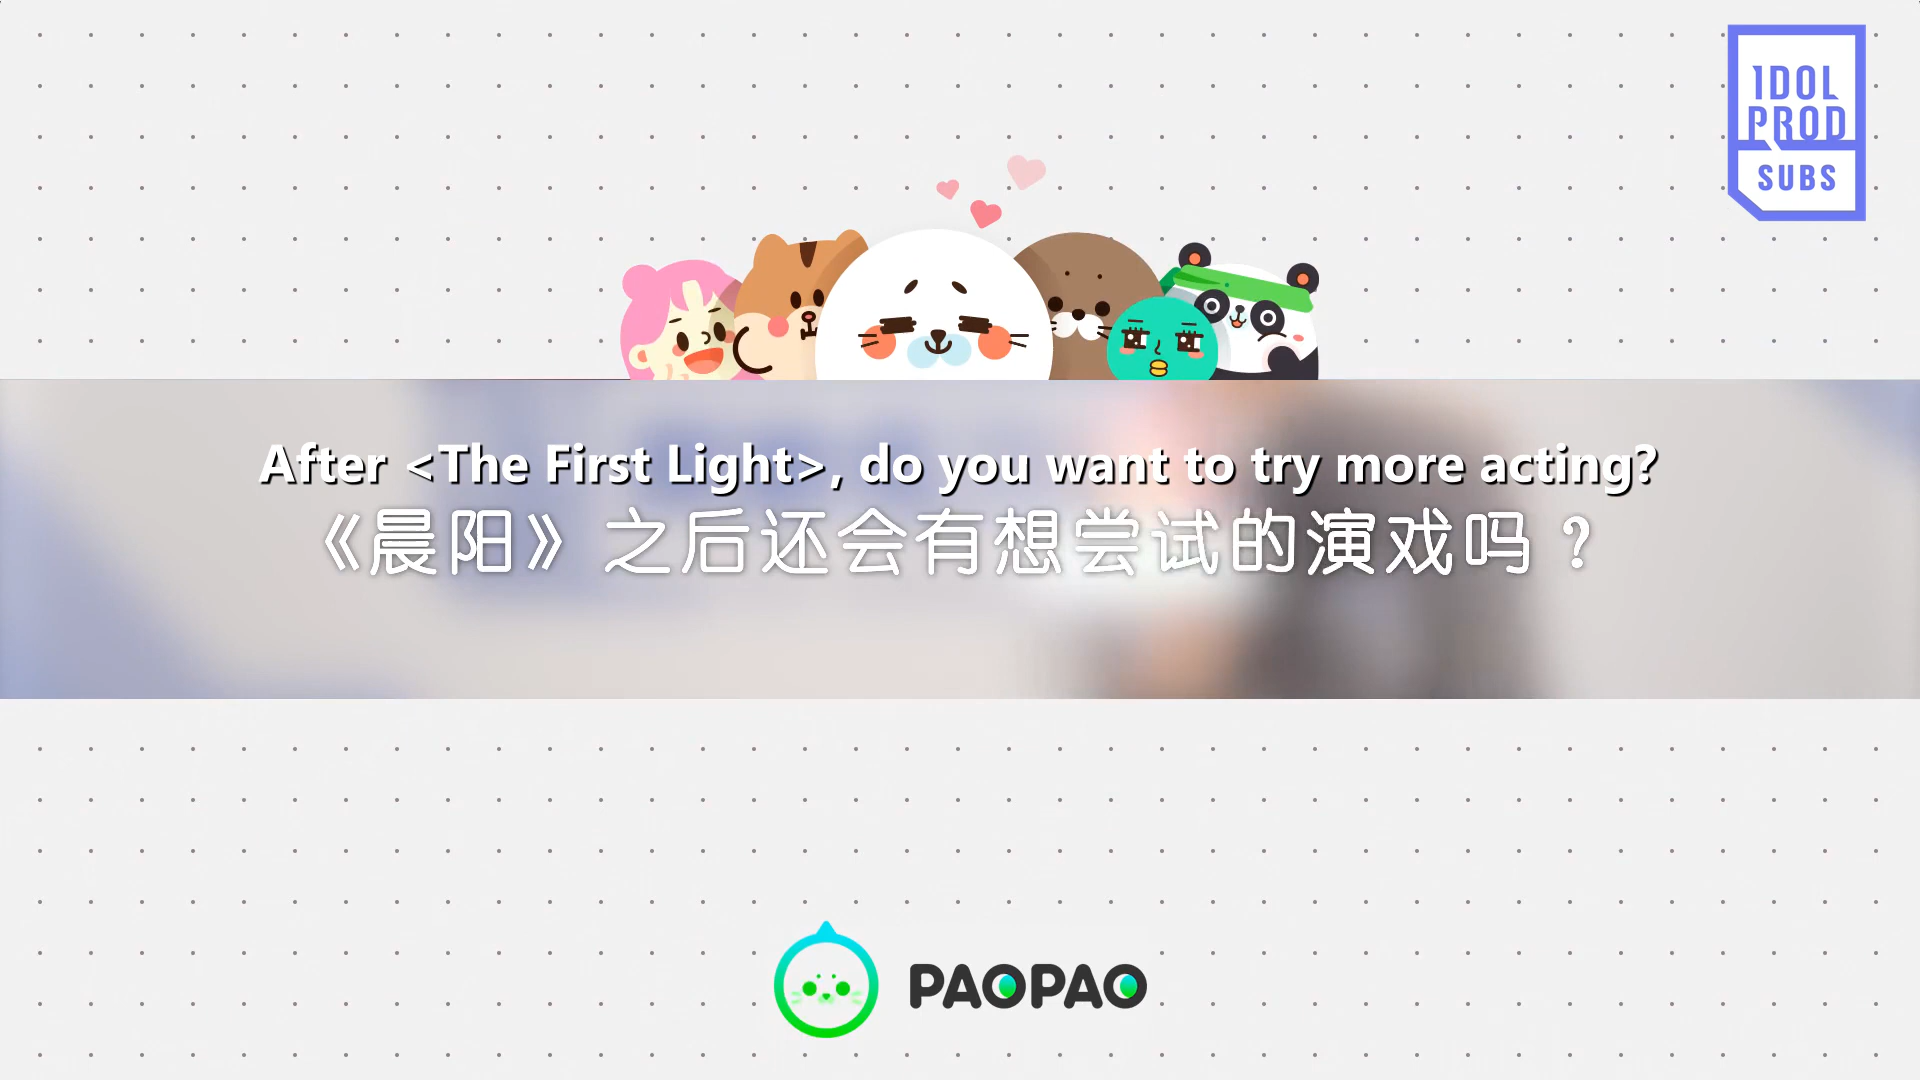 IDOL
PROD
SUBS
After <The First Light>, do you want to try more acting?
《晨阳》之后还会有想尝试的演戏吗？
PAOPAO